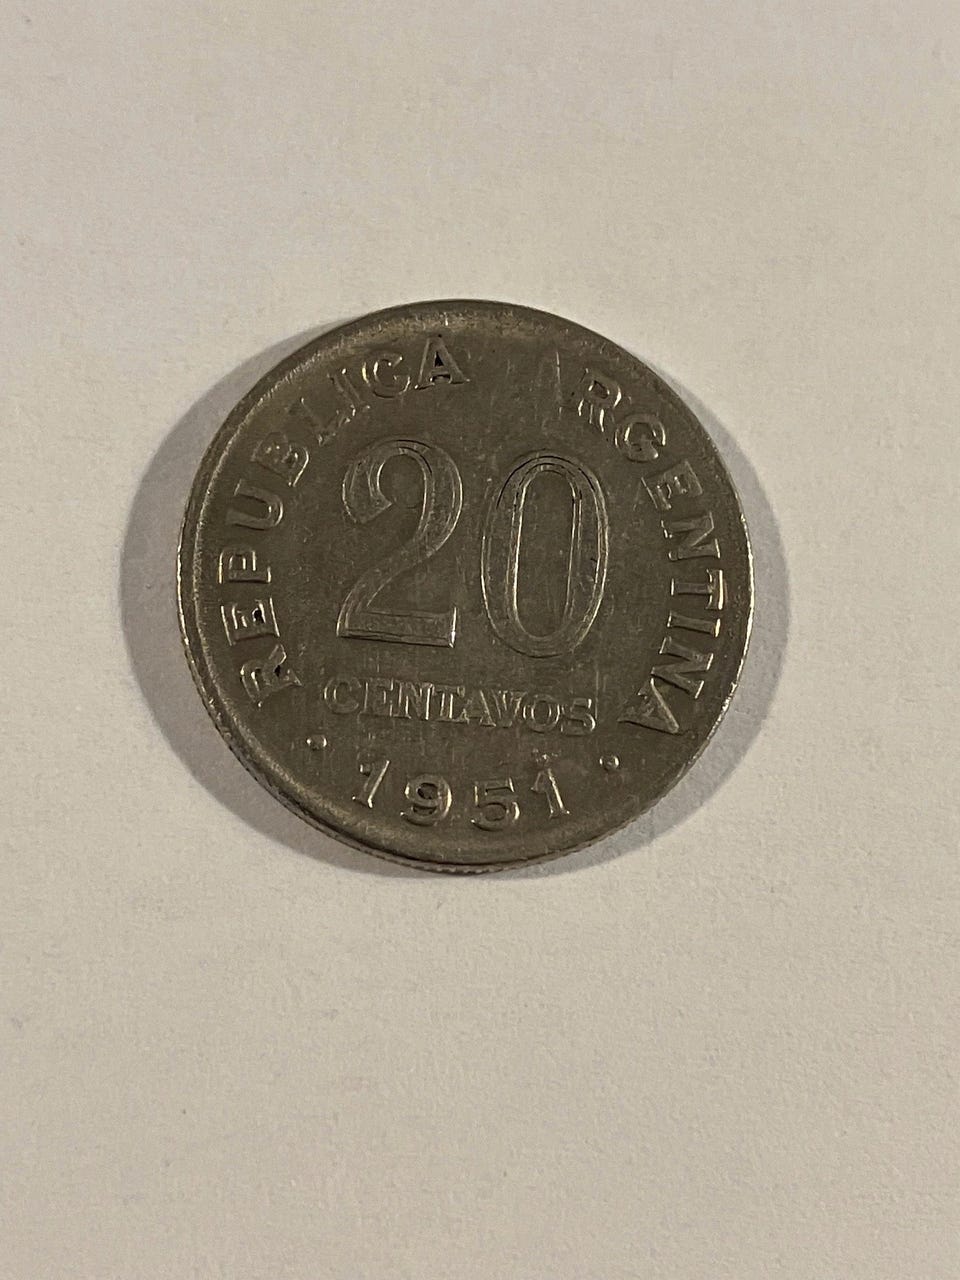 REPUBLICA ARGENTINA
20
CENTAVOS
· 1951 ·